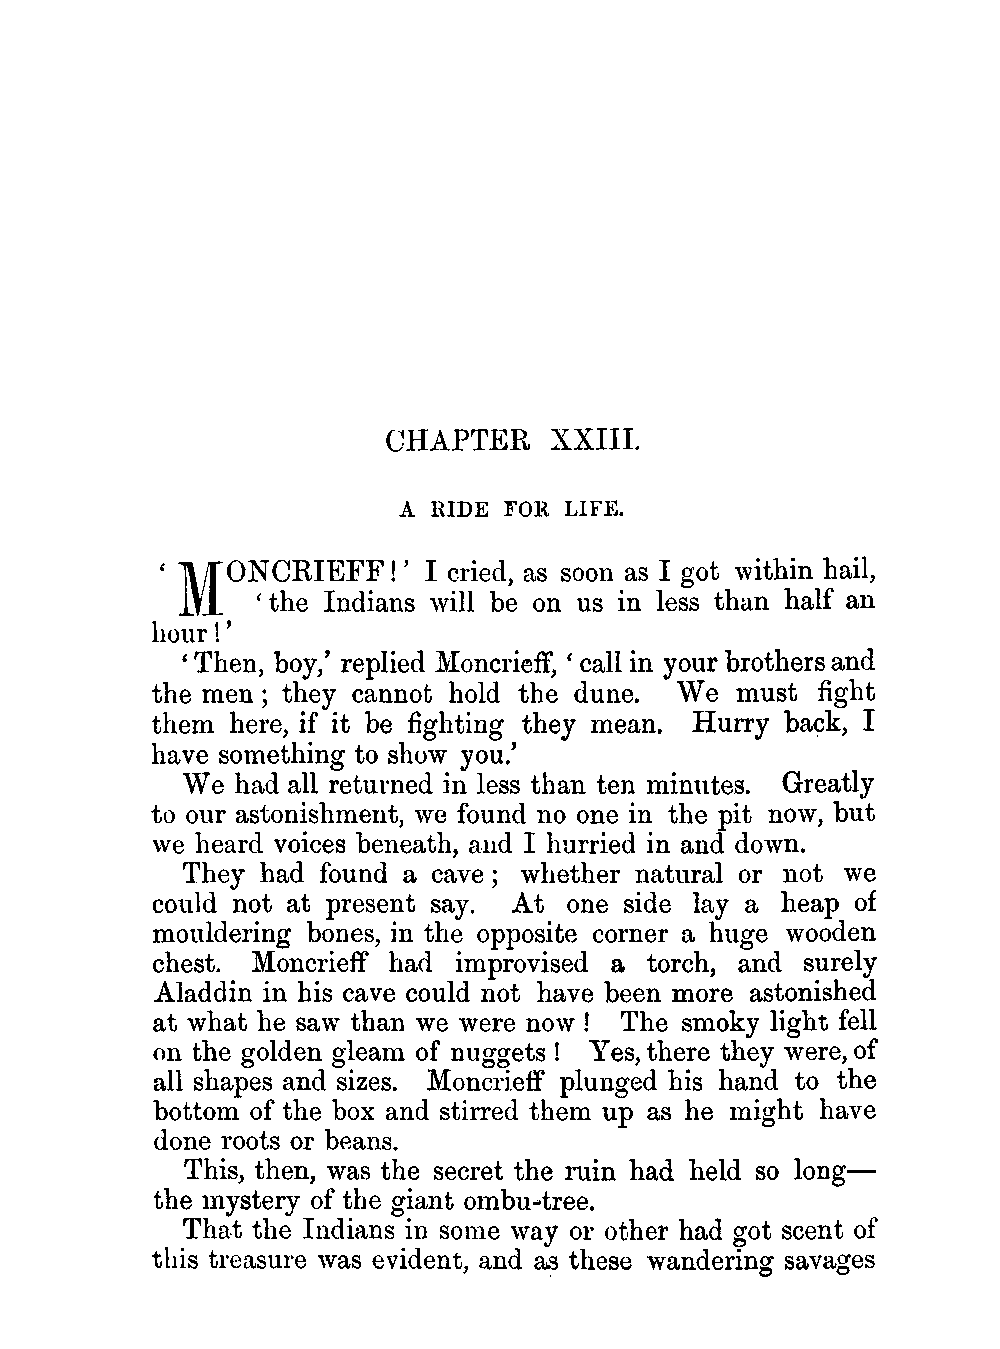 CHAPTER XXIII.
A RIDE FOR LIFE.
‘MONCRIEFF!’ I cried, as soon as I got within hail,
‘the Indians will be on us in less than half an
hour!’
‘Then, boy,’ replied Moncrieff, ‘call in your brothers and
the men; they cannot hold the dune. We must fight
them here, if it be fighting they mean. Hurry back, I
have something to show you.’
We had all returned in less than ten minutes. Greatly
to our astonishment, we found no one in the pit now, but
we heard voices beneath, and I hurried in and down.
They had found a cave; whether natural or not we
could not at present say. At one side lay a heap of
mouldering bones, in the opposite corner a huge wooden
chest. Moncrieff had improvised a torch, and surely
Aladdin in his cave could not have been more astonished
at what he saw than we were now! The smoky light fell
on the golden gleam of nuggets! Yes, there they were, of
all shapes and sizes. Moncrieff plunged his hand to the
bottom of the box and stirred them up as he might have
done roots or beans.
This, then, was the secret the ruin had held so long—
the mystery of the giant ombu-tree.
That the Indians in some way or other had got scent of
this treasure was evident, and as these wandering savages